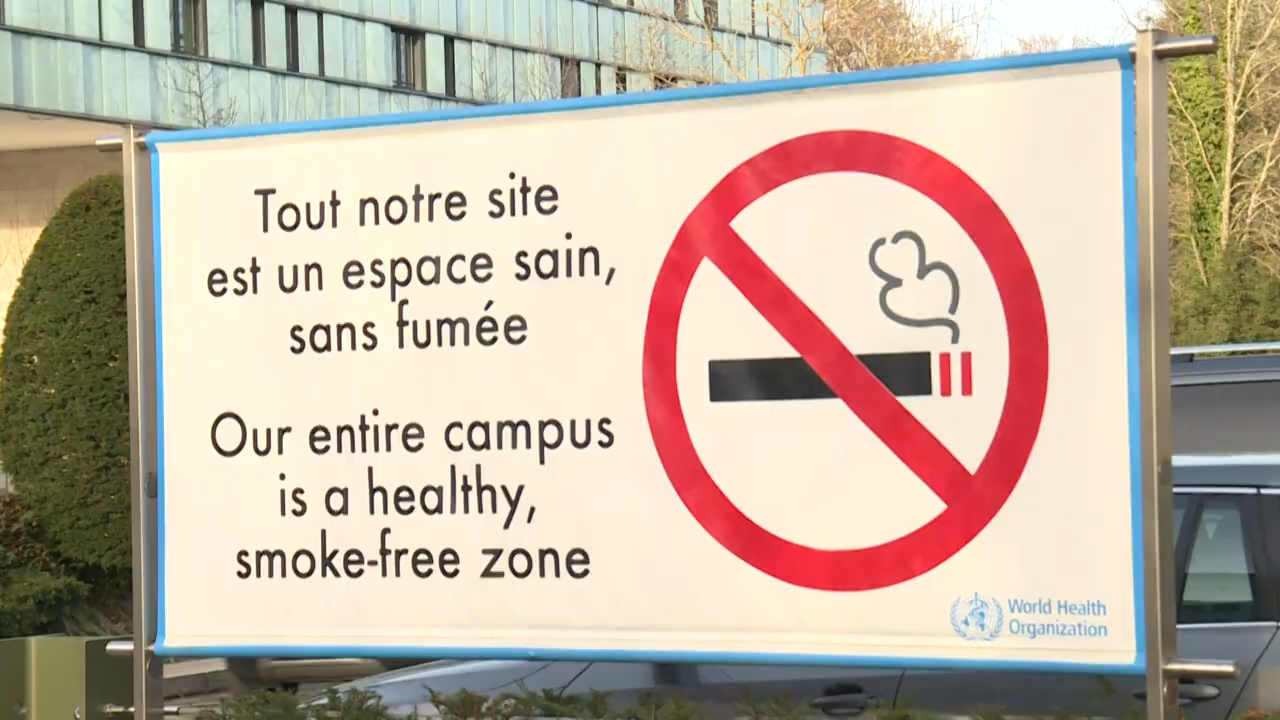 Tout notre site
est un espace sain,
sans fumée
Our entire campus
is a healthy,
smoke-free zone
World Health
Organization